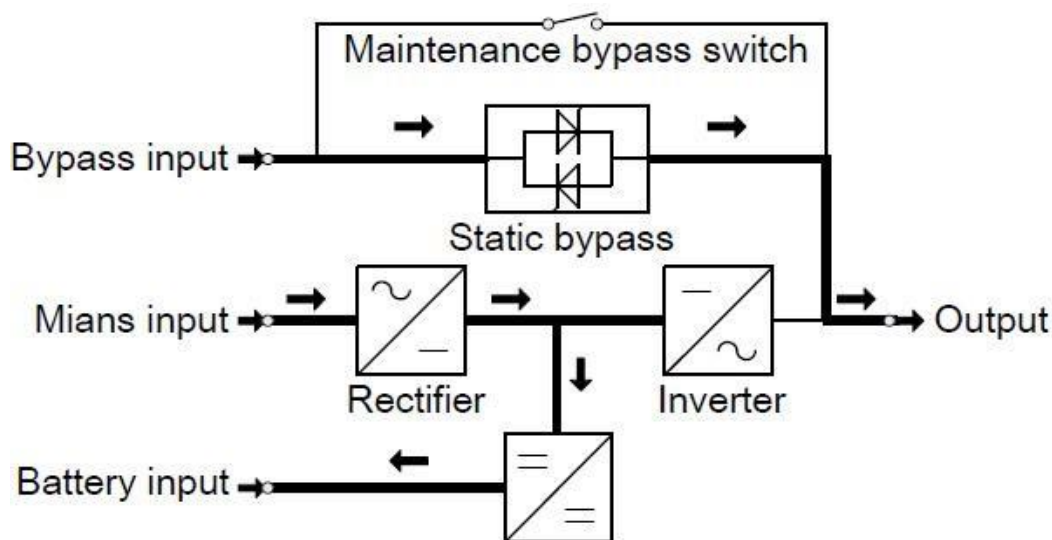 Maintenance bypass switch
Bypass input
Static bypass
Mians input
Output
Rectifier
Inverter
Battery input